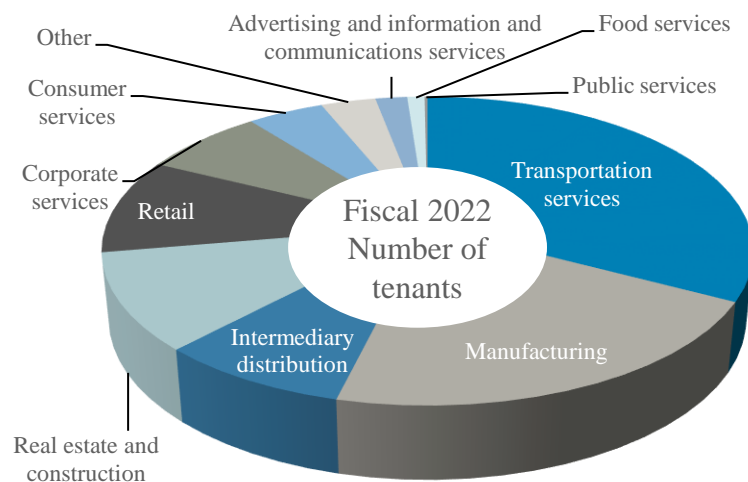 Other
Advertising and information and
communications services
Food services
Public services
Consumer
services
Corporate
services
Retail
Transportation
services
Fiscal 2022
Number of
tenants
Intermediary
distribution
Manufacturing
Real estate and
construction